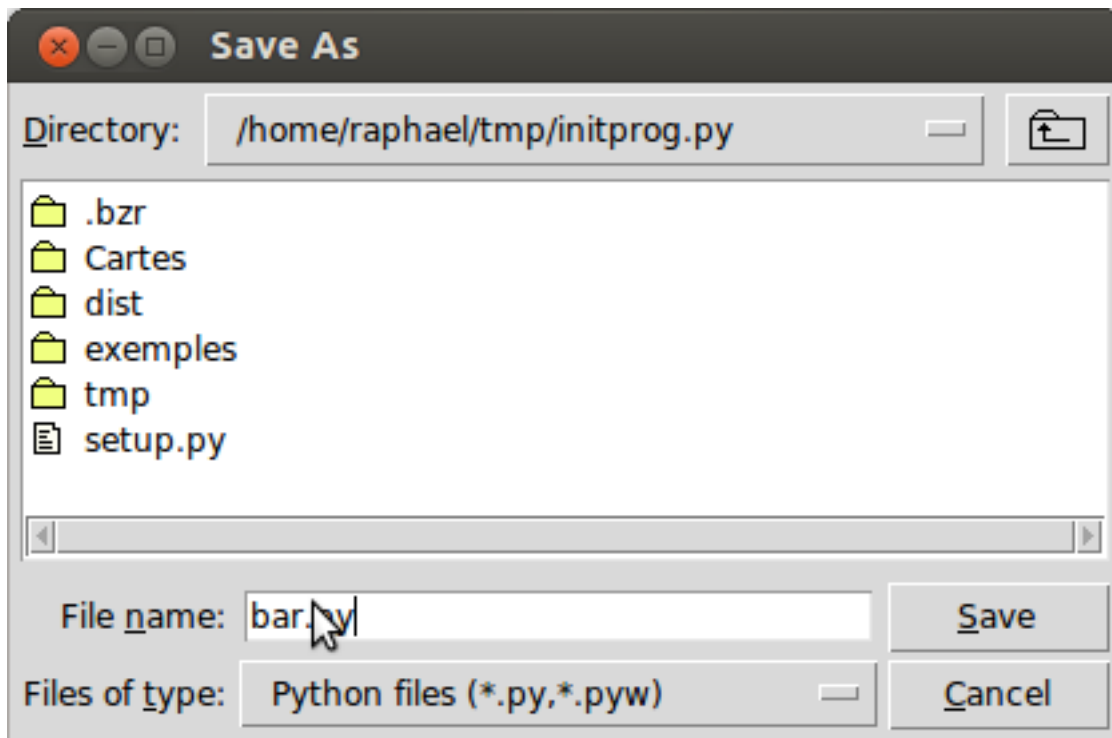 Save As
Directory: /home/raphael/tmp/initprog.py
.bzr
Cartes
dist
exemples
tmp
setup.py
File name: bar.py Save
Files of type: Python files (*.py,*.pyw) Cancel